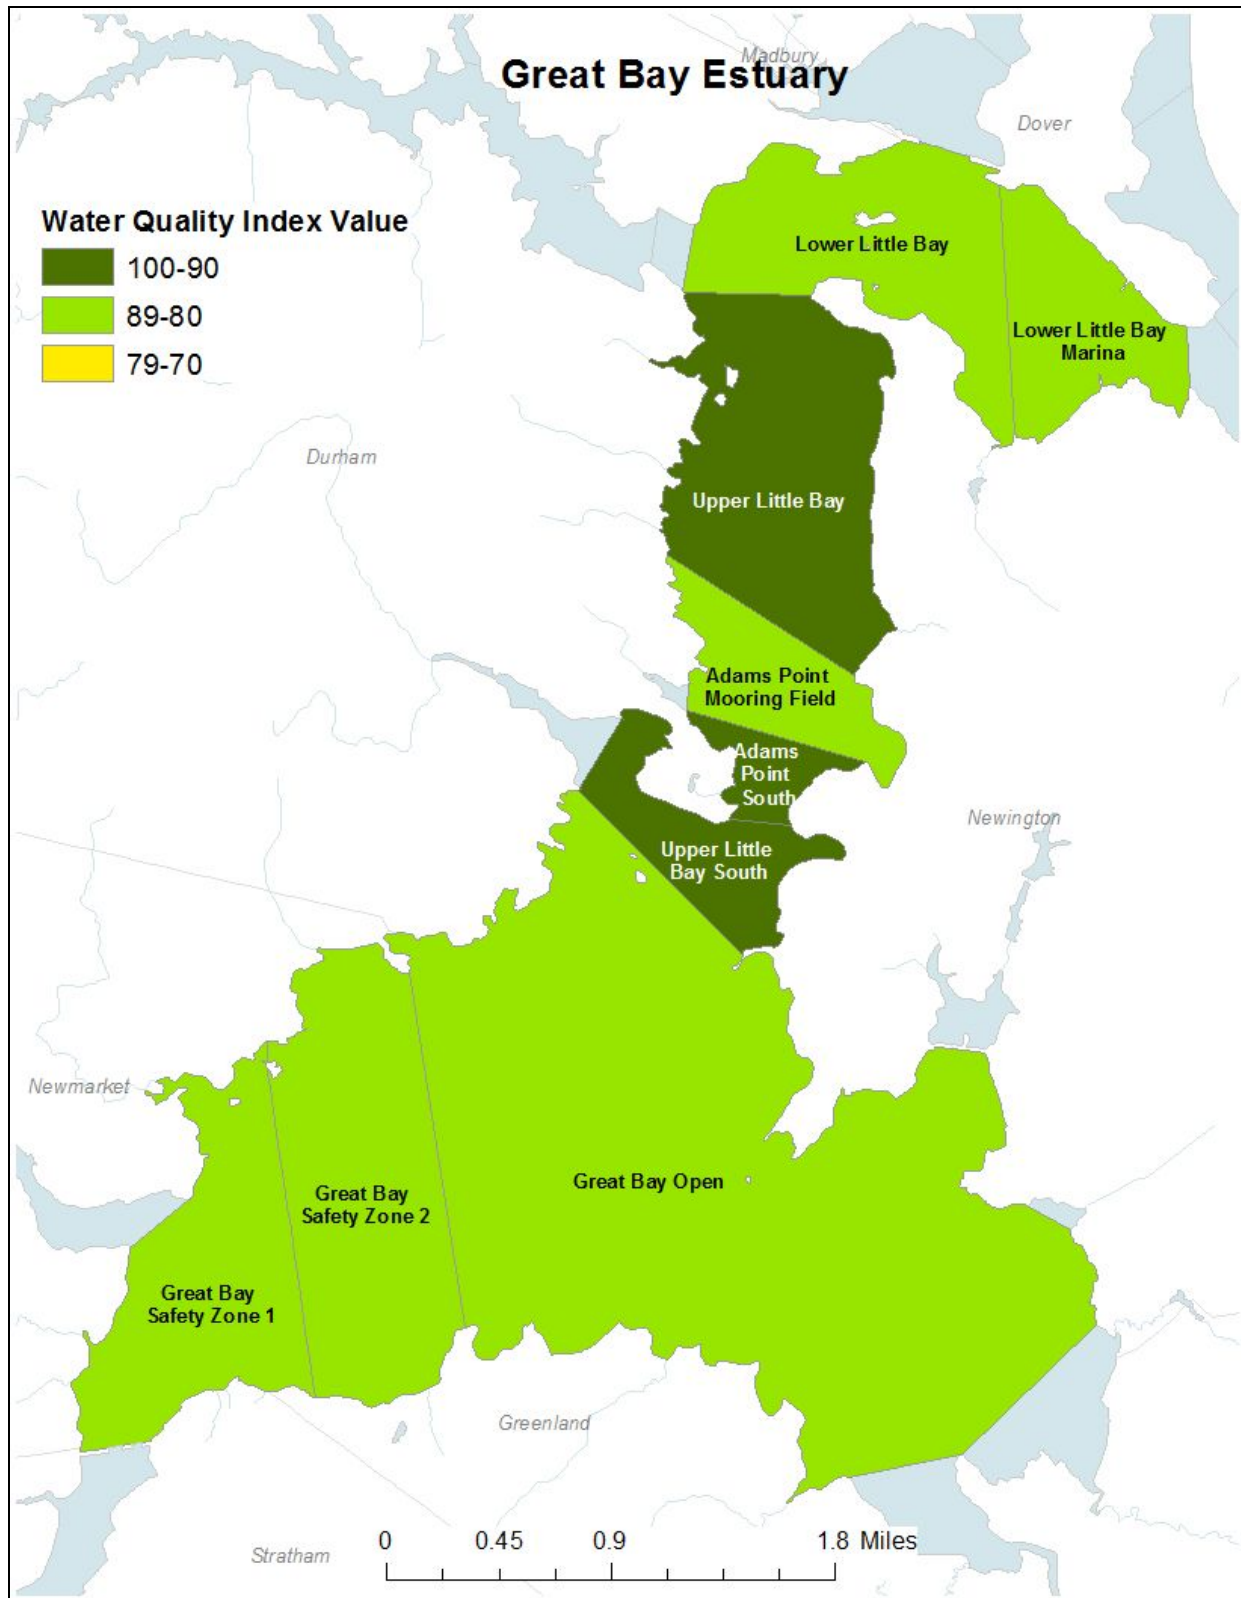 Madbury
Great Bay Estuary
Dover
Water Quality Index Value
100-90
89-80
79-70
Lower Little Bay
Lower Little Bay
Marina
Durham
Upper Little Bay
Adams Point
Mooring Field
Adams
Point
South
Newington
Upper Little
Bay South
Newmarket
Great Bay Open
Great Bay
Safety Zone 2
Great Bay
Safety Zone 1
Greenland
Stratham
0 0.45 0.9 1.8 Miles